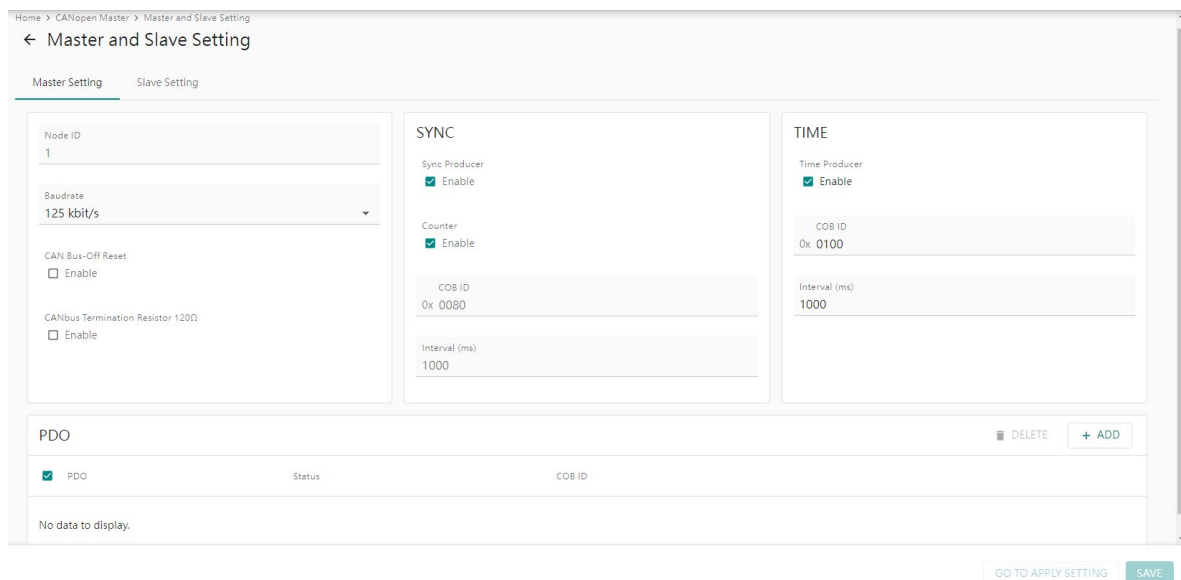 Home > CANopen Master > Master and Slave Setting
← Master and Slave Setting
Master Setting Slave Setting
Node ID
1
Baudrate
125 kbit/s
CAN Bus-Off Reset
Enable
CANbus Termination Resistor 120Ω
Enable
SYNC
Sync Producer
Enable
Counter
Enable
COB ID
0x 0080
Interval (ms)
1000
TIME
Time Producer
Enable
COB ID
0x 0100
Interval (ms)
1000
PDO
DELETE + ADD
PDO Status COB ID
No data to display.
GO TO APPLY SETTING SAVE